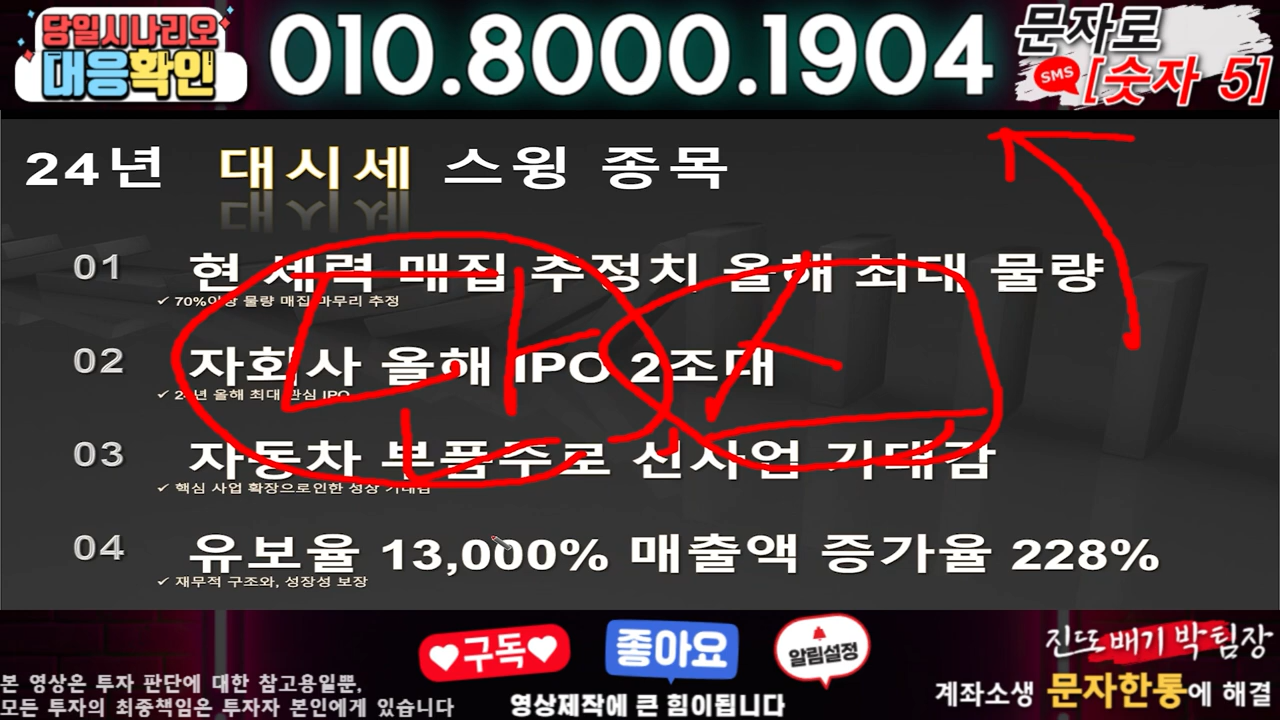 당일시나리오
대응확인
010.8000.1904
문자로
SMS [숫자 5]
24년 대시세 스윙 종목
01 현 세력 매집 추정치 올해 최대 물량
✓ 70%이상 물량 매집 마무리 추정
02 자회사 올해 IPO 2조대
✓ 24년 올해 최대 관심 IPO
03 자동차 부품주로 신사업 기대감
✓ 핵심 사업 확장으로인한 성장 기대감
04 유보율 13,000% 매출액 증가율 228%
✓ 재무적 구조와, 성장성 보장
구독
좋아요
알림설정
영상제작에 큰 힘이됩니다
본 영상은 투자 판단에 대한 참고용일뿐,
모든 투자의 최종책임은 투자자 본인에게 있습니다
진또배기 박팀장
계좌소생 문자한통에 해결